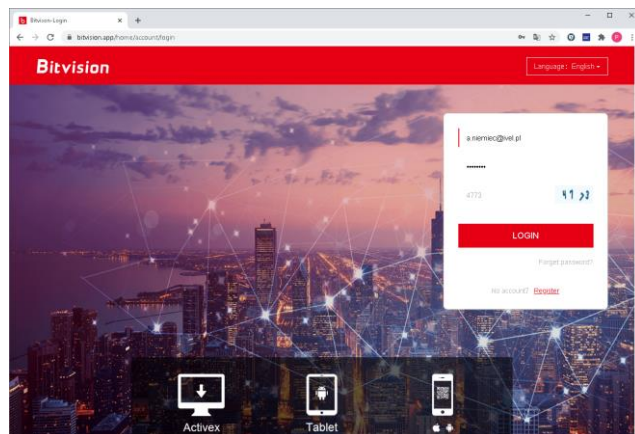 Bitvision-Login
bitvision.app/home/account/login
Bitvision
Language: English
a.niemiec@ivel.pl
4773
LOGIN
Forget password?
No account? Register
Activex
Tablet